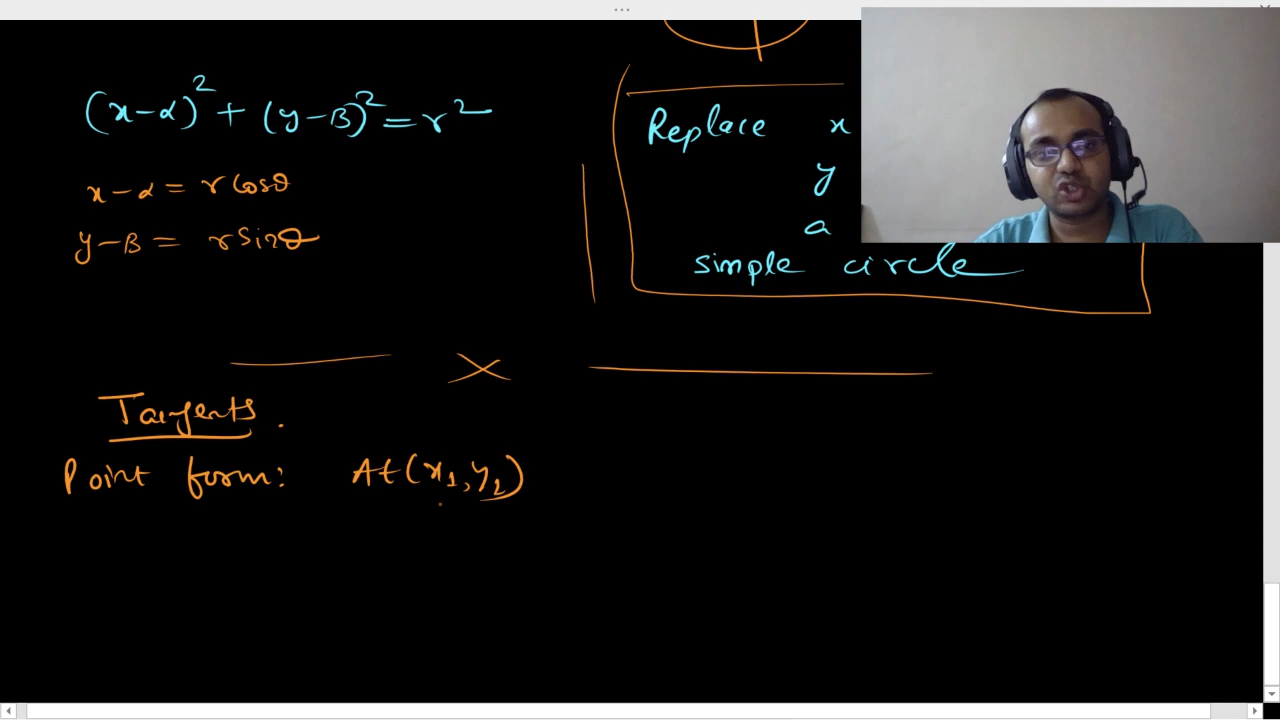 (x-α)² + (y-β)² = r²
x-α = r cosθ
y-β = r sinθ
Replace x
y
a
simple circle
Tangents.
Point form: At (x₁, y₂)